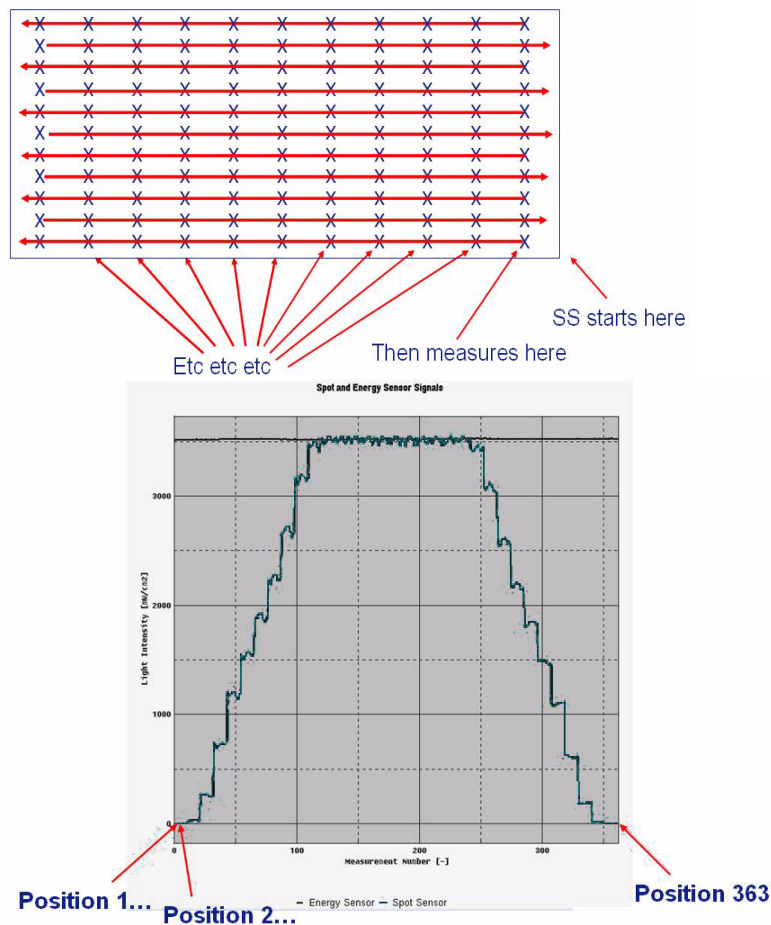 X X X X X X X X X X X
X X X X X X X X X X X
X X X X X X X X X X X
X X X X X X X X X X X
X X X X X X X X X X X
X X X X X X X X X X X
X X X X X X X X X X X
X X X X X X X X X X X
X X X X X X X X X X X
X X X X X X X X X X X
X X X X X X X X X X X
SS starts here
Then measures here
Etc etc etc
Spot and Energy Sensor Signals
Light Intensity [mW/cm2]
3000
2000
1000
0
0 100 200 300
Measurement Number [-]
Position 1...
Position 2...
Energy Sensor Spot Sensor
Position 363